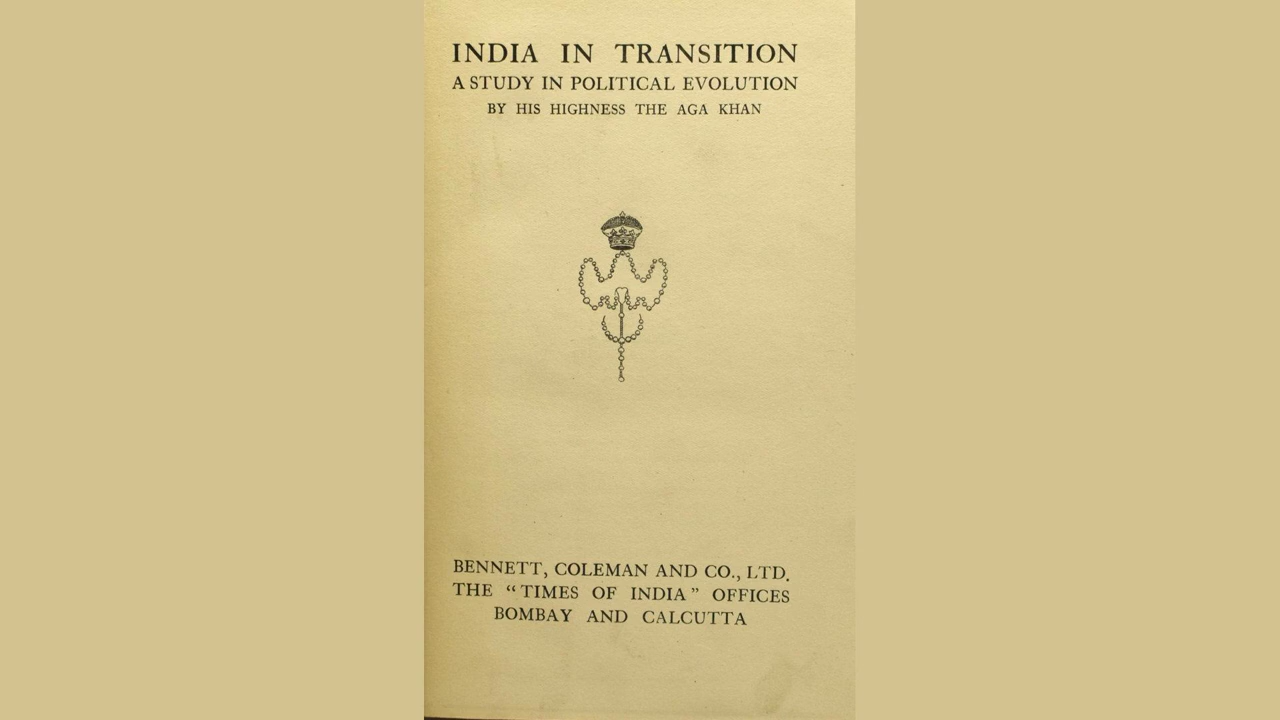 INDIA IN TRANSITION
A STUDY IN POLITICAL EVOLUTION
BY HIS HIGHNESS THE AGA KHAN
BENNETT, COLEMAN AND CO., LTD.
THE “TIMES OF INDIA” OFFICES
BOMBAY AND CALCUTTA